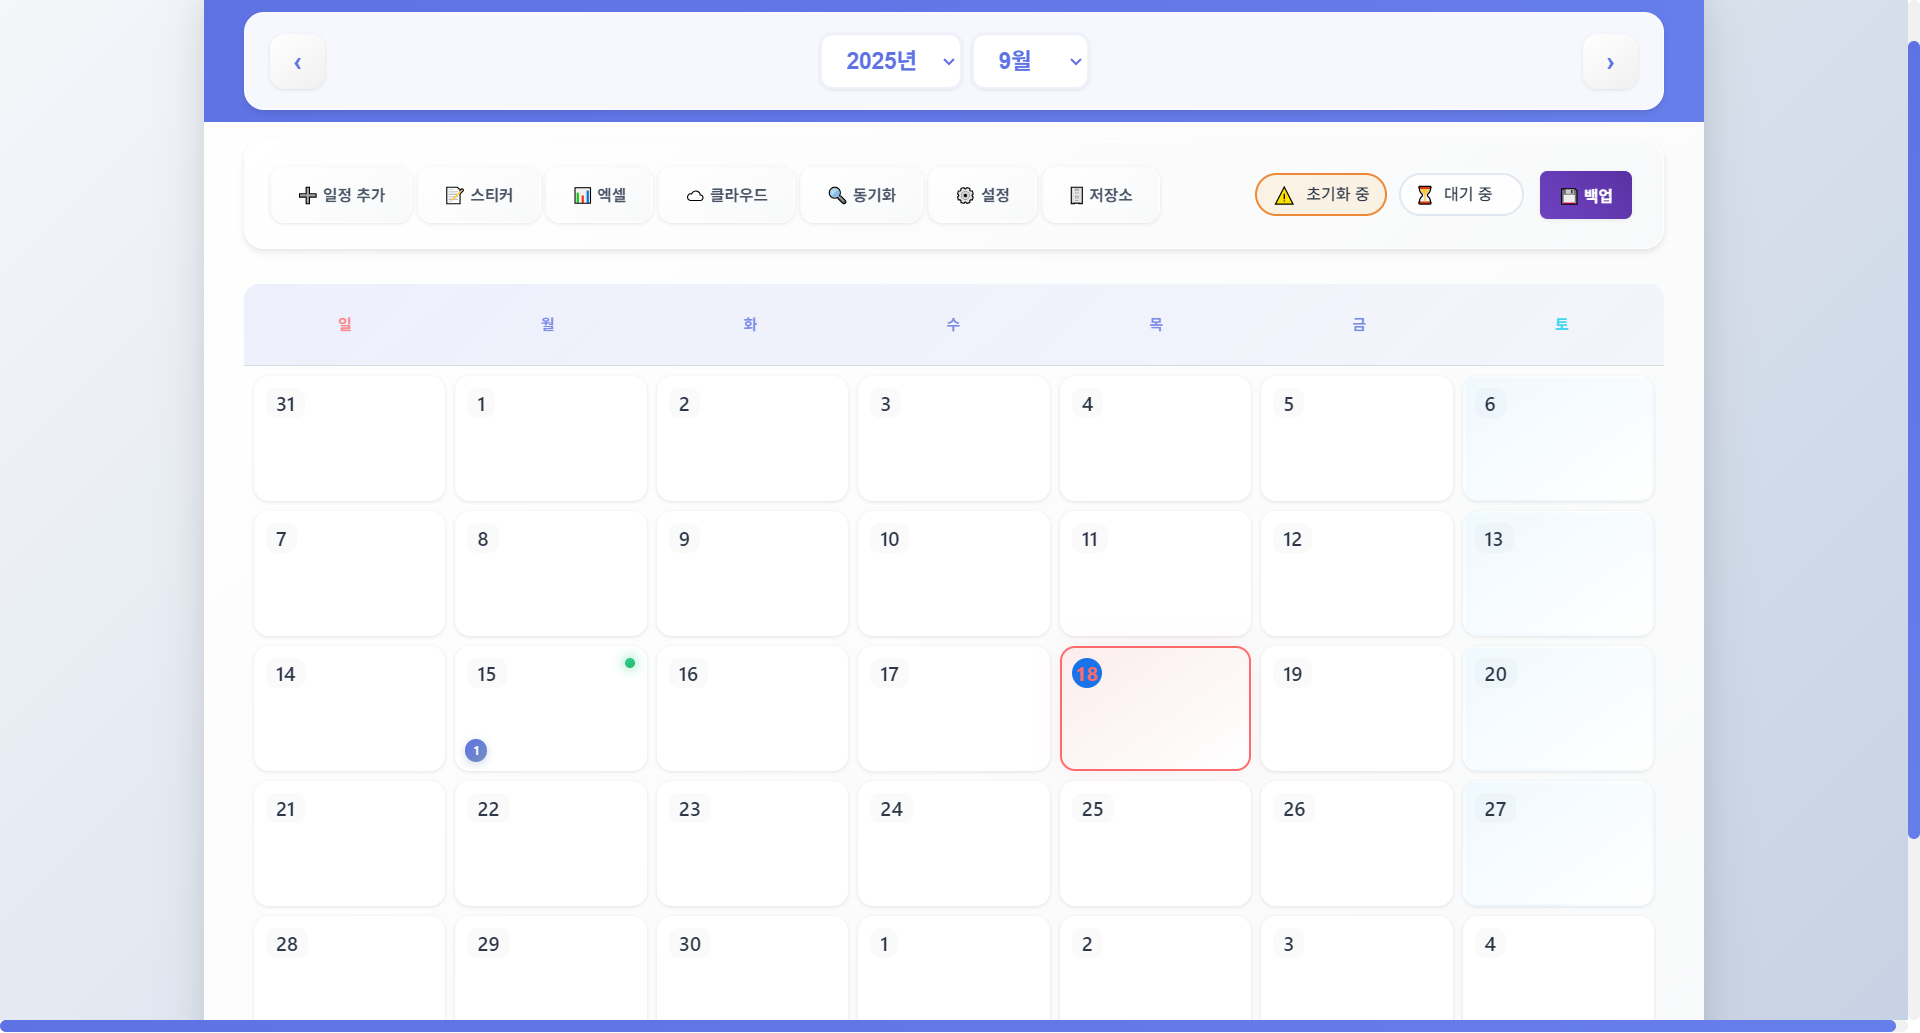 ‹ 2025년 9월 ›
➕ 일정 추가 📝 스티커 📊 엑셀 ☁ 클라우드 🔍 동기화 ⚙ 설정 🗄 저장소 ⚠ 초기화 중 ⏳ 대기 중 💾 백업
일 월 화 수 목 금 토
31 1 2 3 4 5 6
7 8 9 10 11 12 13
14 15 16 17 18 19 20
1
21 22 23 24 25 26 27
28 29 30 1 2 3 4